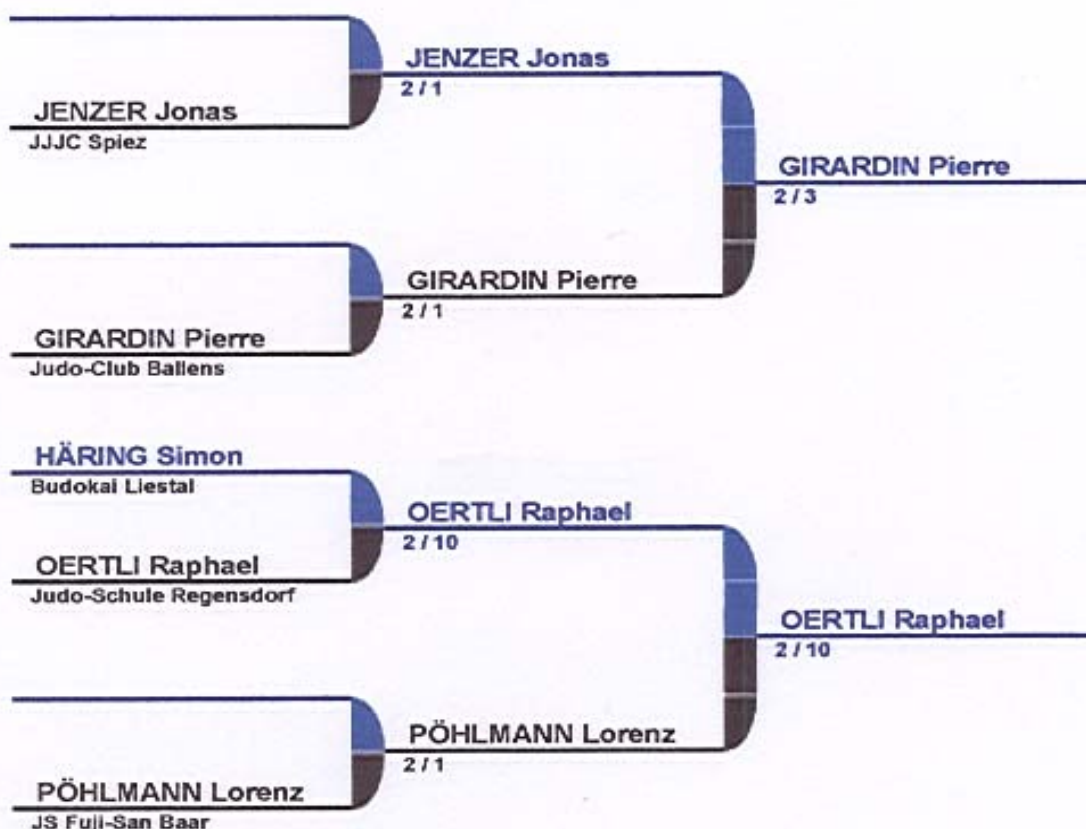 JENZER Jonas
2 / 1
JENZER Jonas
JJJC Spiez
GIRARDIN Pierre
2 / 3
GIRARDIN Pierre
2 / 1
GIRARDIN Pierre
Judo-Club Ballens
HÄRING Simon
Budokai Liestal
OERTLI Raphael
2 / 10
OERTLI Raphael
Judo-Schule Regensdorf
OERTLI Raphael
2 / 10
PÖHLMANN Lorenz
2 / 1
PÖHLMANN Lorenz
JS Fuji-San Baar